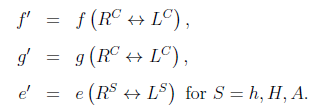 f′ = f (R^C ↔ L^C) ,
g′ = g (R^C ↔ L^C) ,
e′ = e (R^S ↔ L^S) for S = h, H, A.